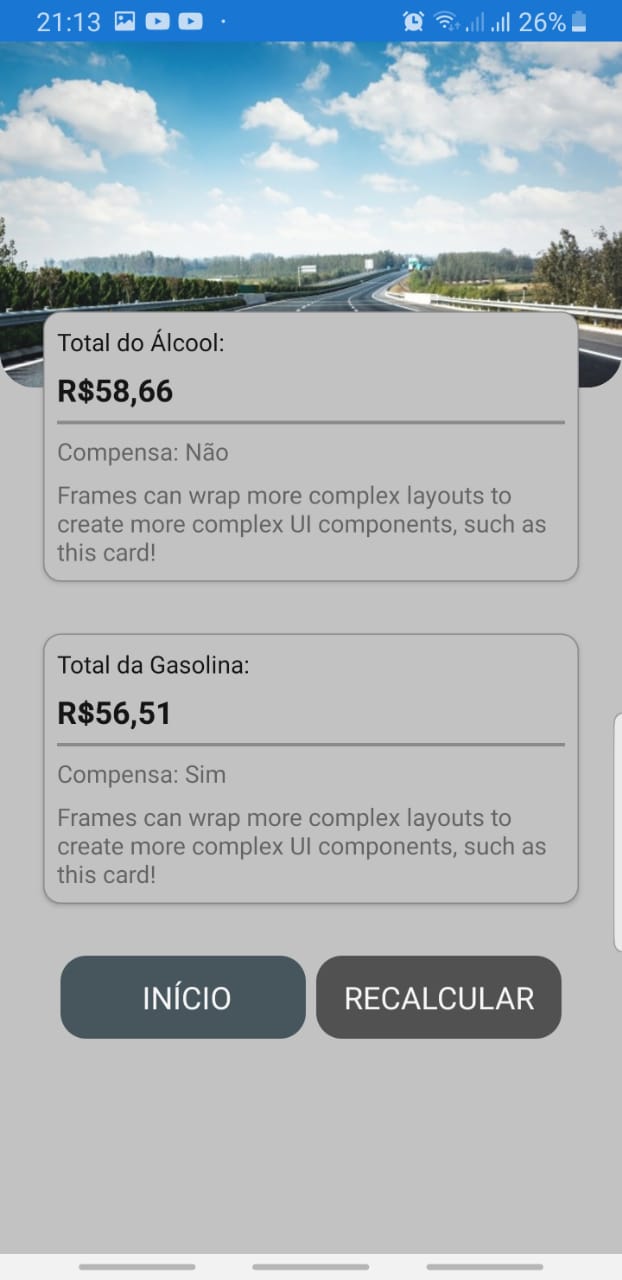 21:13
26%
Total do Álcool:
R$58,66
Compensa: Não
Frames can wrap more complex layouts to
create more complex UI components, such as
this card!
Total da Gasolina:
R$56,51
Compensa: Sim
Frames can wrap more complex layouts to
create more complex UI components, such as
this card!
INÍCIO
RECALCULAR